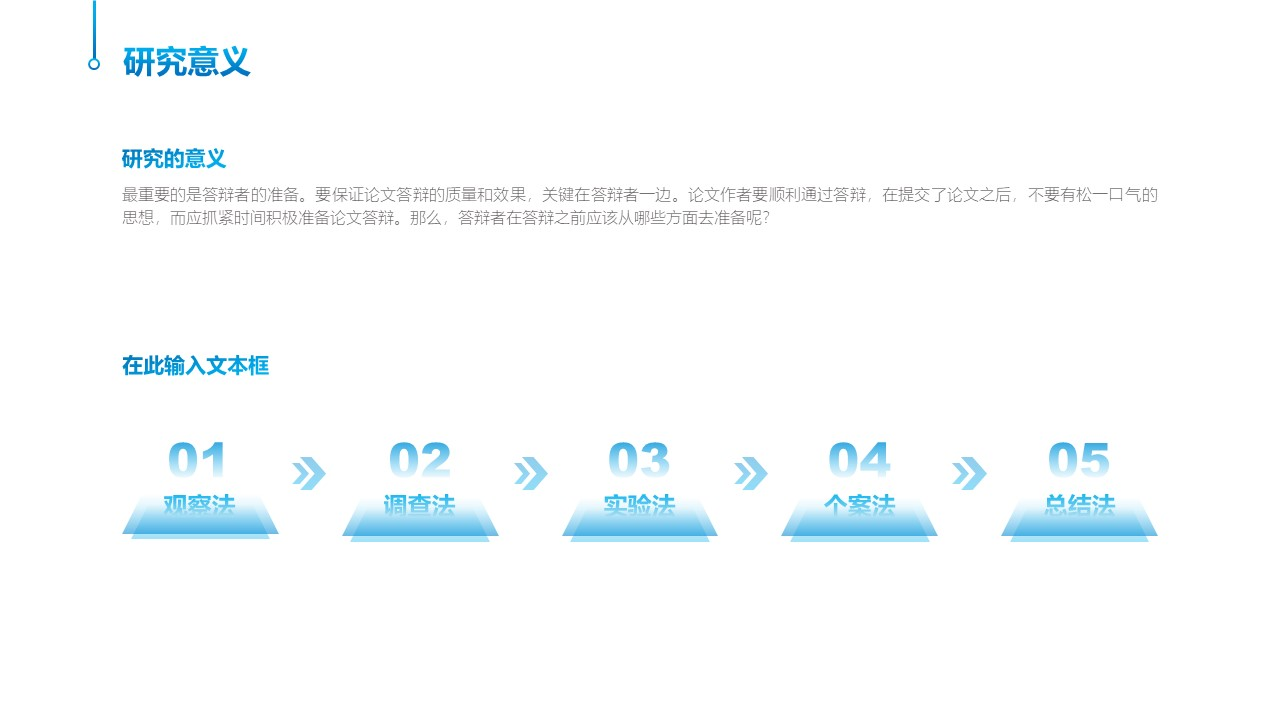 研究意义
研究的意义
最重要的是答辩者的准备。要保证论文答辩的质量和效果，关键在答辩者一边。论文作者要顺利通过答辩，在提交了论文之后，不要有松一口气的
思想，而应抓紧时间积极准备论文答辩。那么，答辩者在答辩之前应该从哪些方面去准备呢？
在此输入文本框
01 02 03 04 05
观察法 调查法 实验法 个案法 总结法